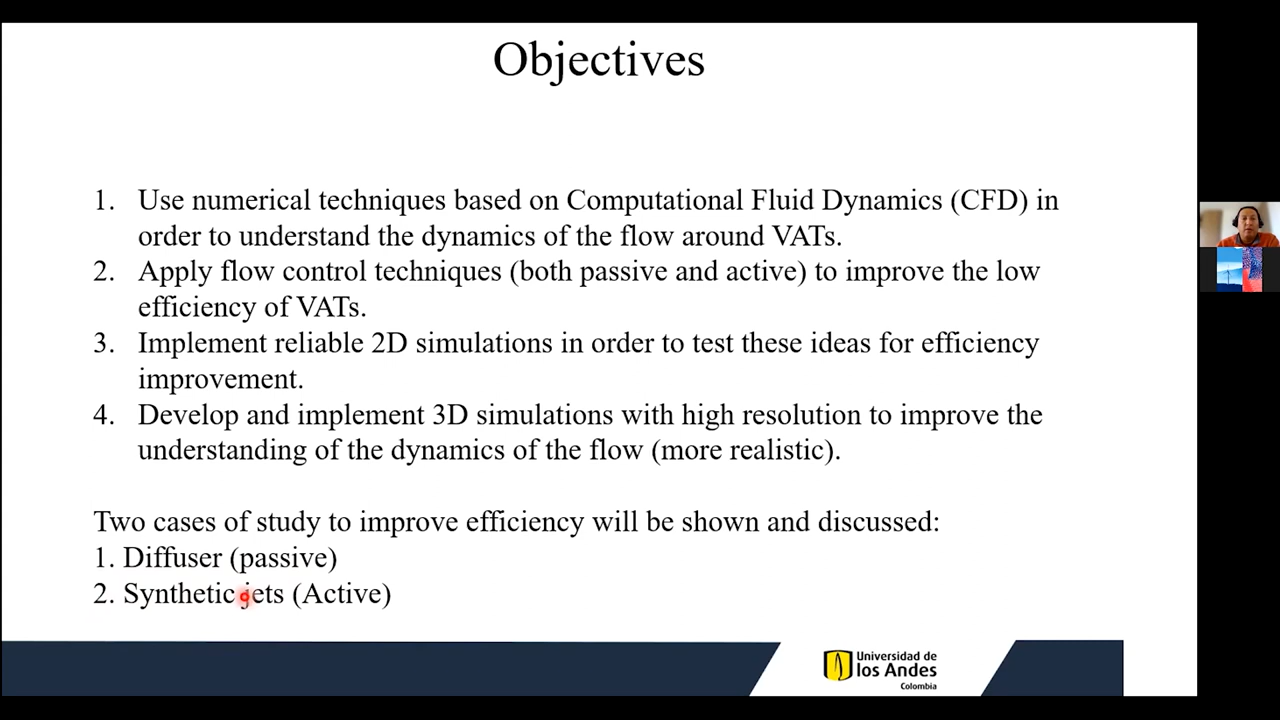 Objectives
1. Use numerical techniques based on Computational Fluid Dynamics (CFD) in
order to understand the dynamics of the flow around VATs.
2. Apply flow control techniques (both passive and active) to improve the low
efficiency of VATs.
3. Implement reliable 2D simulations in order to test these ideas for efficiency
improvement.
4. Develop and implement 3D simulations with high resolution to improve the
understanding of the dynamics of the flow (more realistic).
Two cases of study to improve efficiency will be shown and discussed:
1. Diffuser (passive)
2. Synthetic jets (Active)
Universidad de
los Andes
Colombia